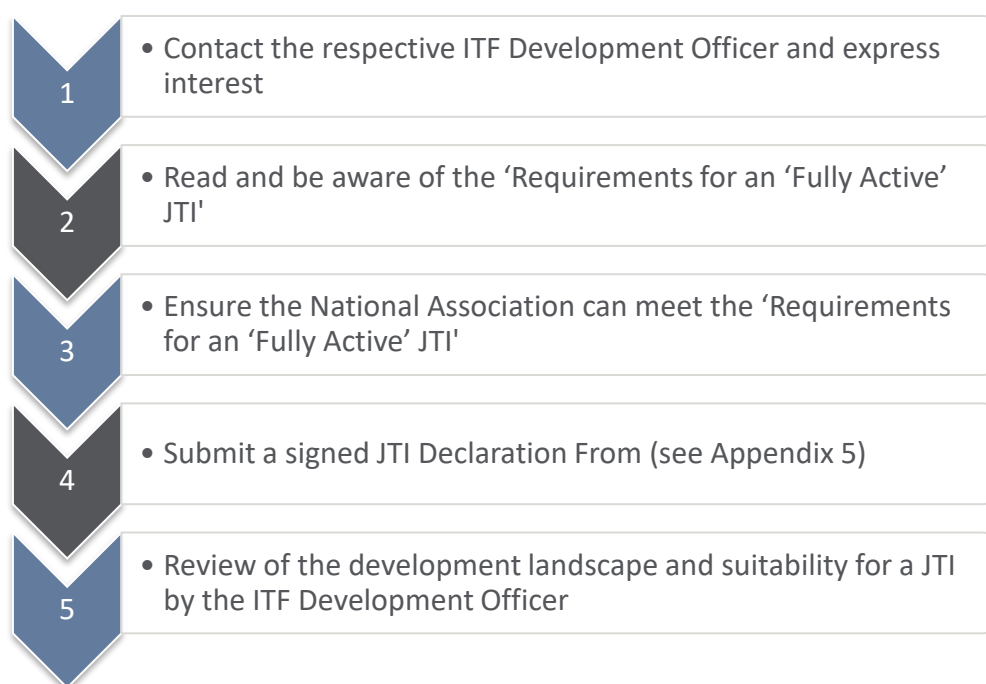 1
• Contact the respective ITF Development Officer and express
interest
2
• Read and be aware of the ‘Requirements for an ‘Fully Active’
JTI'
3
• Ensure the National Association can meet the ‘Requirements
for an ‘Fully Active’ JTI'
4
• Submit a signed JTI Declaration From (see Appendix 5)
5
• Review of the development landscape and suitability for a JTI
by the ITF Development Officer